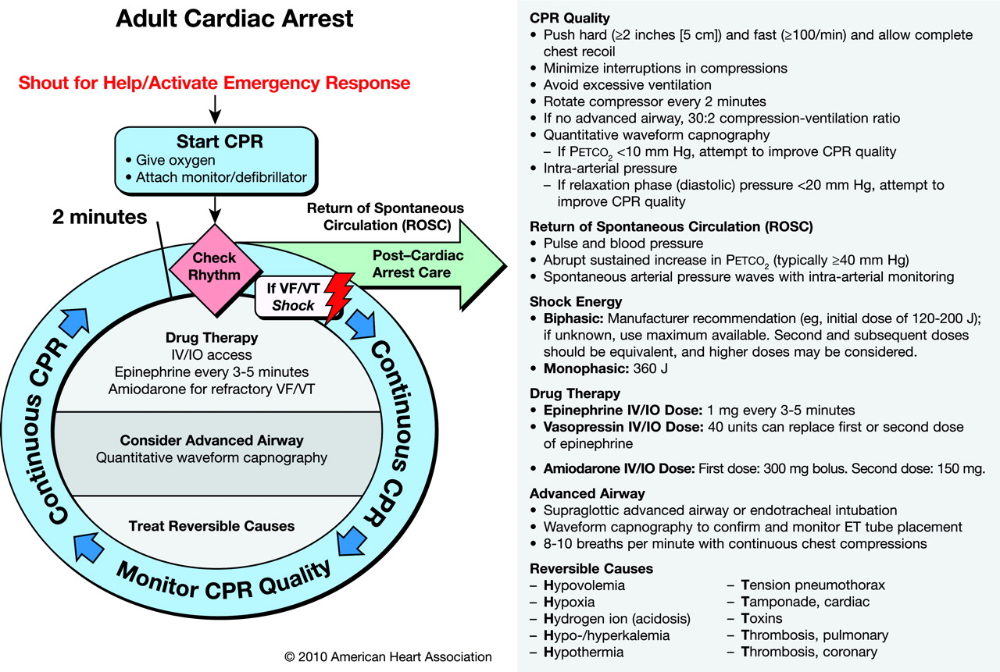 Adult Cardiac Arrest
Shout for Help/Activate Emergency Response
Start CPR
• Give oxygen
• Attach monitor/defibrillator
2 minutes
Return of Spontaneous
Circulation (ROSC)
Check
Rhythm
Post–Cardiac
Arrest Care
If VF/VT
Shock
Drug Therapy
IV/IO access
Epinephrine every 3-5 minutes
Amiodarone for refractory VF/VT
Consider Advanced Airway
Quantitative waveform capnography
Treat Reversible Causes
Continuous CPR
Continuous CPR
Monitor CPR Quality
© 2010 American Heart Association
CPR Quality
• Push hard (≥2 inches [5 cm]) and fast (≥100/min) and allow complete
chest recoil
• Minimize interruptions in compressions
• Avoid excessive ventilation
• Rotate compressor every 2 minutes
• If no advanced airway, 30:2 compression-ventilation ratio
• Quantitative waveform capnography
– If PETCO₂ <10 mm Hg, attempt to improve CPR quality
• Intra-arterial pressure
– If relaxation phase (diastolic) pressure <20 mm Hg, attempt to
improve CPR quality
Return of Spontaneous Circulation (ROSC)
• Pulse and blood pressure
• Abrupt sustained increase in PETCO₂ (typically ≥40 mm Hg)
• Spontaneous arterial pressure waves with intra-arterial monitoring
Shock Energy
• Biphasic: Manufacturer recommendation (eg, initial dose of 120-200 J);
if unknown, use maximum available. Second and subsequent doses
should be equivalent, and higher doses may be considered.
• Monophasic: 360 J
Drug Therapy
• Epinephrine IV/IO Dose: 1 mg every 3-5 minutes
• Vasopressin IV/IO Dose: 40 units can replace first or second dose
of epinephrine
• Amiodarone IV/IO Dose: First dose: 300 mg bolus. Second dose: 150 mg.
Advanced Airway
• Supraglottic advanced airway or endotracheal intubation
• Waveform capnography to confirm and monitor ET tube placement
• 8-10 breaths per minute with continuous chest compressions
Reversible Causes
– Hypovolemia
– Hypoxia
– Hydrogen ion (acidosis)
– Hypo-/hyperkalemia
– Hypothermia
– Tension pneumothorax
– Tamponade, cardiac
– Toxins
– Thrombosis, pulmonary
– Thrombosis, coronary